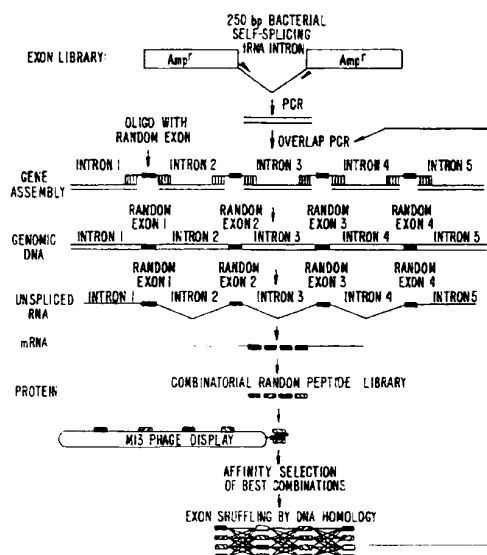 250 bp BACTERIAL
SELF-SPLICING
tRNA INTRON
EXON LIBRARY:
Ampʳ
Ampʳ
PCR
OLIGO WITH
RANDOM EXON
OVERLAP PCR
INTRON 1 INTRON 2 INTRON 3 INTRON 4 INTRON 5
GENE
ASSEMBLY
RANDOM EXON 1 RANDOM EXON 2 RANDOM EXON 3 RANDOM EXON 4
GENOMIC
DNA
INTRON 1 INTRON 2 INTRON 3 INTRON 4 INTRON 5
RANDOM EXON 1 RANDOM EXON 2 RANDOM EXON 3 RANDOM EXON 4
UNSPLICED
RNA
INTRON 1 INTRON 2 INTRON 3 INTRON 4 INTRON 5
mRNA
COMBINATORIAL RANDOM PEPTIDE LIBRARY
PROTEIN
M13 PHAGE DISPLAY
AFFINITY SELECTION
OF BEST COMBINATIONS
EXON SHUFFLING BY DNA HOMOLOGY